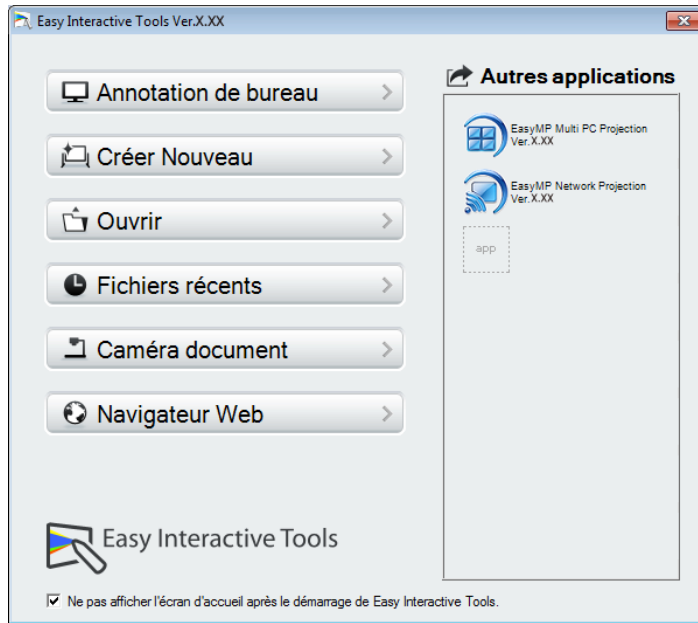 Easy Interactive Tools Ver.X.XX
Annotation de bureau
Créer Nouveau
Ouvrir
Fichiers récents
Caméra document
Navigateur Web
Autres applications
EasyMP Multi PC Projection
Ver.X.XX
EasyMP Network Projection
Ver.X.XX
app
Easy Interactive Tools
Ne pas afficher l'écran d'accueil après le démarrage de Easy Interactive Tools.